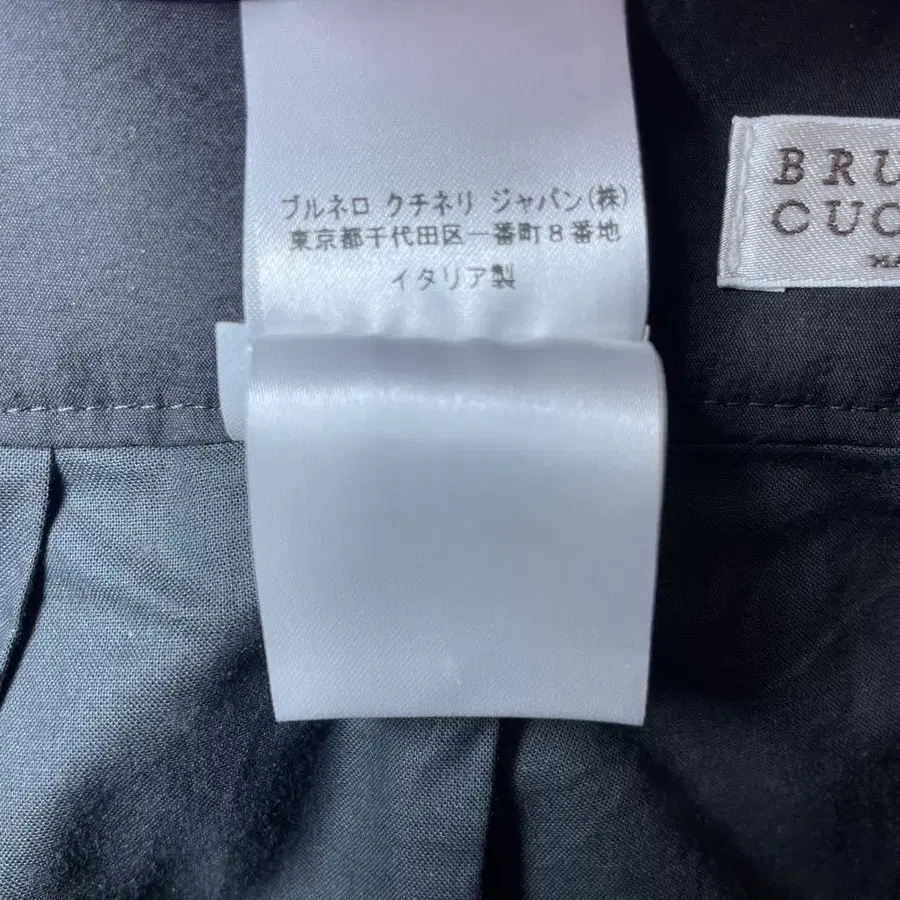 ブルネロ クチネリ ジャパン(株)
東京都千代田区一番町8番地
イタリア製
BRU
CUC
MA